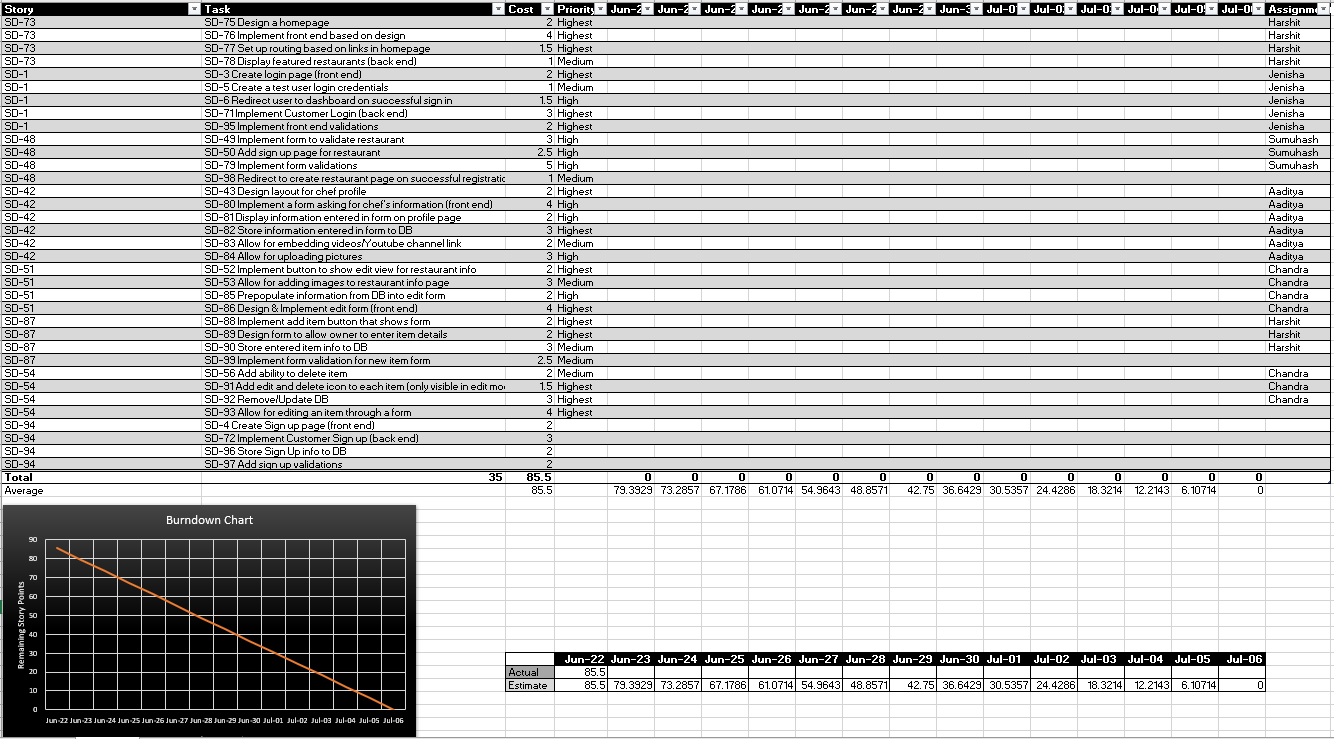 Story Task Cost Priority Jun-2 Jun-2 Jun-2 Jun-2 Jun-2 Jun-2 Jun-2 Jun-3 Jul-0 Jul-0 Jul-0 Jul-0 Jul-0 Jul-0 Assignm
SD-73 SD-75 Design a homepage 2 Highest Harshit
SD-73 SD-76 Implement front end based on design 4 Highest Harshit
SD-73 SD-77 Set up routing based on links in homepage 1.5 Highest Harshit
SD-73 SD-78 Display featured restaurants (back end) 1 Medium Harshit
SD-1 SD-3 Create login page (front end) 2 Highest Jenisha
SD-1 SD-5 Create a test user login credentials 1 Medium Jenisha
SD-1 SD-6 Redirect user to dashboard on successful sign in 1.5 High Jenisha
SD-1 SD-71 Implement Customer Login (back end) 3 Highest Jenisha
SD-1 SD-95 Implement front end validations 2 Highest Jenisha
SD-48 SD-49 Implement form to validate restaurant 3 High Sumuhash
SD-48 SD-50 Add sign up page for restaurant 2.5 High Sumuhash
SD-48 SD-79 Implement form validations 5 High Sumuhash
SD-48 SD-98 Redirect to create restaurant page on successful registratic 1 Medium
SD-42 SD-43 Design layout for chef profile 2 Highest Aaditya
SD-42 SD-80 Implement a form asking for chef's information (front end) 4 High Aaditya
SD-42 SD-81 Display information entered in form on profile page 2 High Aaditya
SD-42 SD-82 Store information entered in form to DB 3 Highest Aaditya
SD-42 SD-83 Allow for embedding videos/Youtube channel link 2 Medium Aaditya
SD-42 SD-84 Allow for uploading pictures 3 High Aaditya
SD-51 SD-52 Implement button to show edit view for restaurant info 2 Highest Chandra
SD-51 SD-53 Allow for adding images to restaurant info page 3 Medium Chandra
SD-51 SD-85 Prepopulate information from DB into edit form 2 High Chandra
SD-51 SD-86 Design & Implement edit form (front end) 4 Highest Chandra
SD-87 SD-88 Implement add item button that shows form 2 Highest Harshit
SD-87 SD-89 Design form to allow owner to enter item details 2 Highest Harshit
SD-87 SD-90 Store entered item info to DB 3 Medium Harshit
SD-87 SD-99 Implement form validation for new item form 2.5 Medium
SD-54 SD-56 Add ability to delete item 2 Medium Chandra
SD-54 SD-91 Add edit and delete icon to each item (only visible in edit mo 1.5 Highest Chandra
SD-54 SD-92 Remove/Update DB 3 Highest Chandra
SD-54 SD-93 Allow for editing an item through a form 4 Highest
SD-94 SD-4 Create Sign up page (front end) 2
SD-94 SD-72 Implement Customer Sign up (back end) 3
SD-94 SD-96 Store Sign Up info to DB 2
SD-94 SD-97 Add sign up validations 2
Total 35 85.5 0 0 0 0 0 0 0 0 0 0 0 0 0 0
Average 85.5 79.3929 73.2857 67.1786 61.0714 54.9643 48.8571 42.75 36.6429 30.5357 24.4286 18.3214 12.2143 6.10714 0
Burndown Chart
Remaining Story Points
90
80
70
60
50
40
30
20
10
0
Jun-22 Jun-23 Jun-24 Jun-25 Jun-26 Jun-27 Jun-28 Jun-29 Jun-30 Jul-01 Jul-02 Jul-03 Jul-04 Jul-05 Jul-06
Jun-22 Jun-23 Jun-24 Jun-25 Jun-26 Jun-27 Jun-28 Jun-29 Jun-30 Jul-01 Jul-02 Jul-03 Jul-04 Jul-05 Jul-06
Actual 85.5
Estimate 85.5 79.3929 73.2857 67.1786 61.0714 54.9643 48.8571 42.75 36.6429 30.5357 24.4286 18.3214 12.2143 6.10714 0